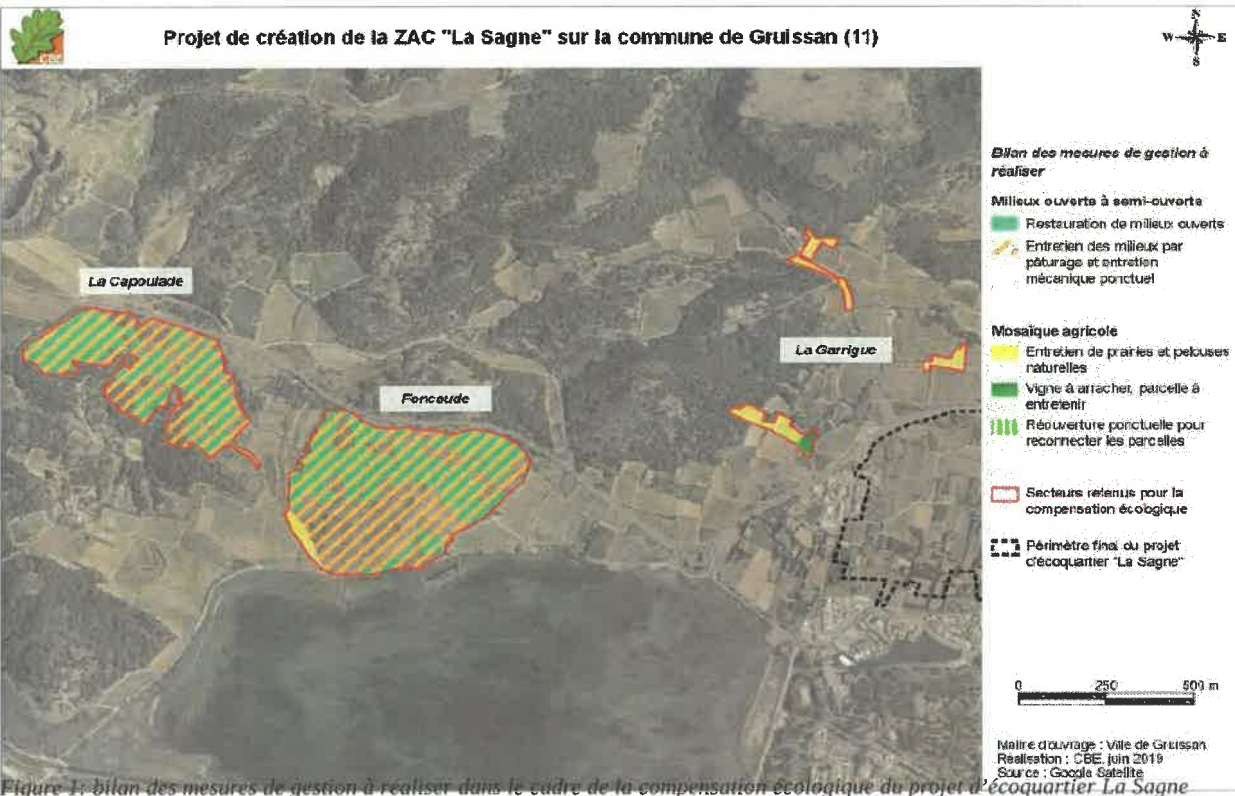 CBE
Projet de création de la ZAC "La Sagne" sur la commune de Gruissan (11)
N
W E
S
La Capoulade
Foncaude
La Garrigue
Bilan des mesures de gestion à
réaliser
Milieux ouverts à semi-ouverts
Restauration de milieux ouverts
Entretien des milieux par
pâturage et entretien
mécanique ponctuel
Mosaïque agricole
Entretien de prairies et pelouses
naturelles
Vigne à arracher, parcelle à
entretenir
Réouverture ponctuelle pour
reconnecter les parcelles
Secteurs retenus pour la
compensation écologique
Périmètre final du projet
d'écoquartier "La Sagne"
0 250 500 m
Maître d'ouvrage : Ville de Gruissan
Réalisation : CBE, juin 2019
Source : Google Satellite
Figure 1: bilan des mesures de gestion à réaliser dans le cadre de la compensation écologique du projet d'écoquartier La Sagne